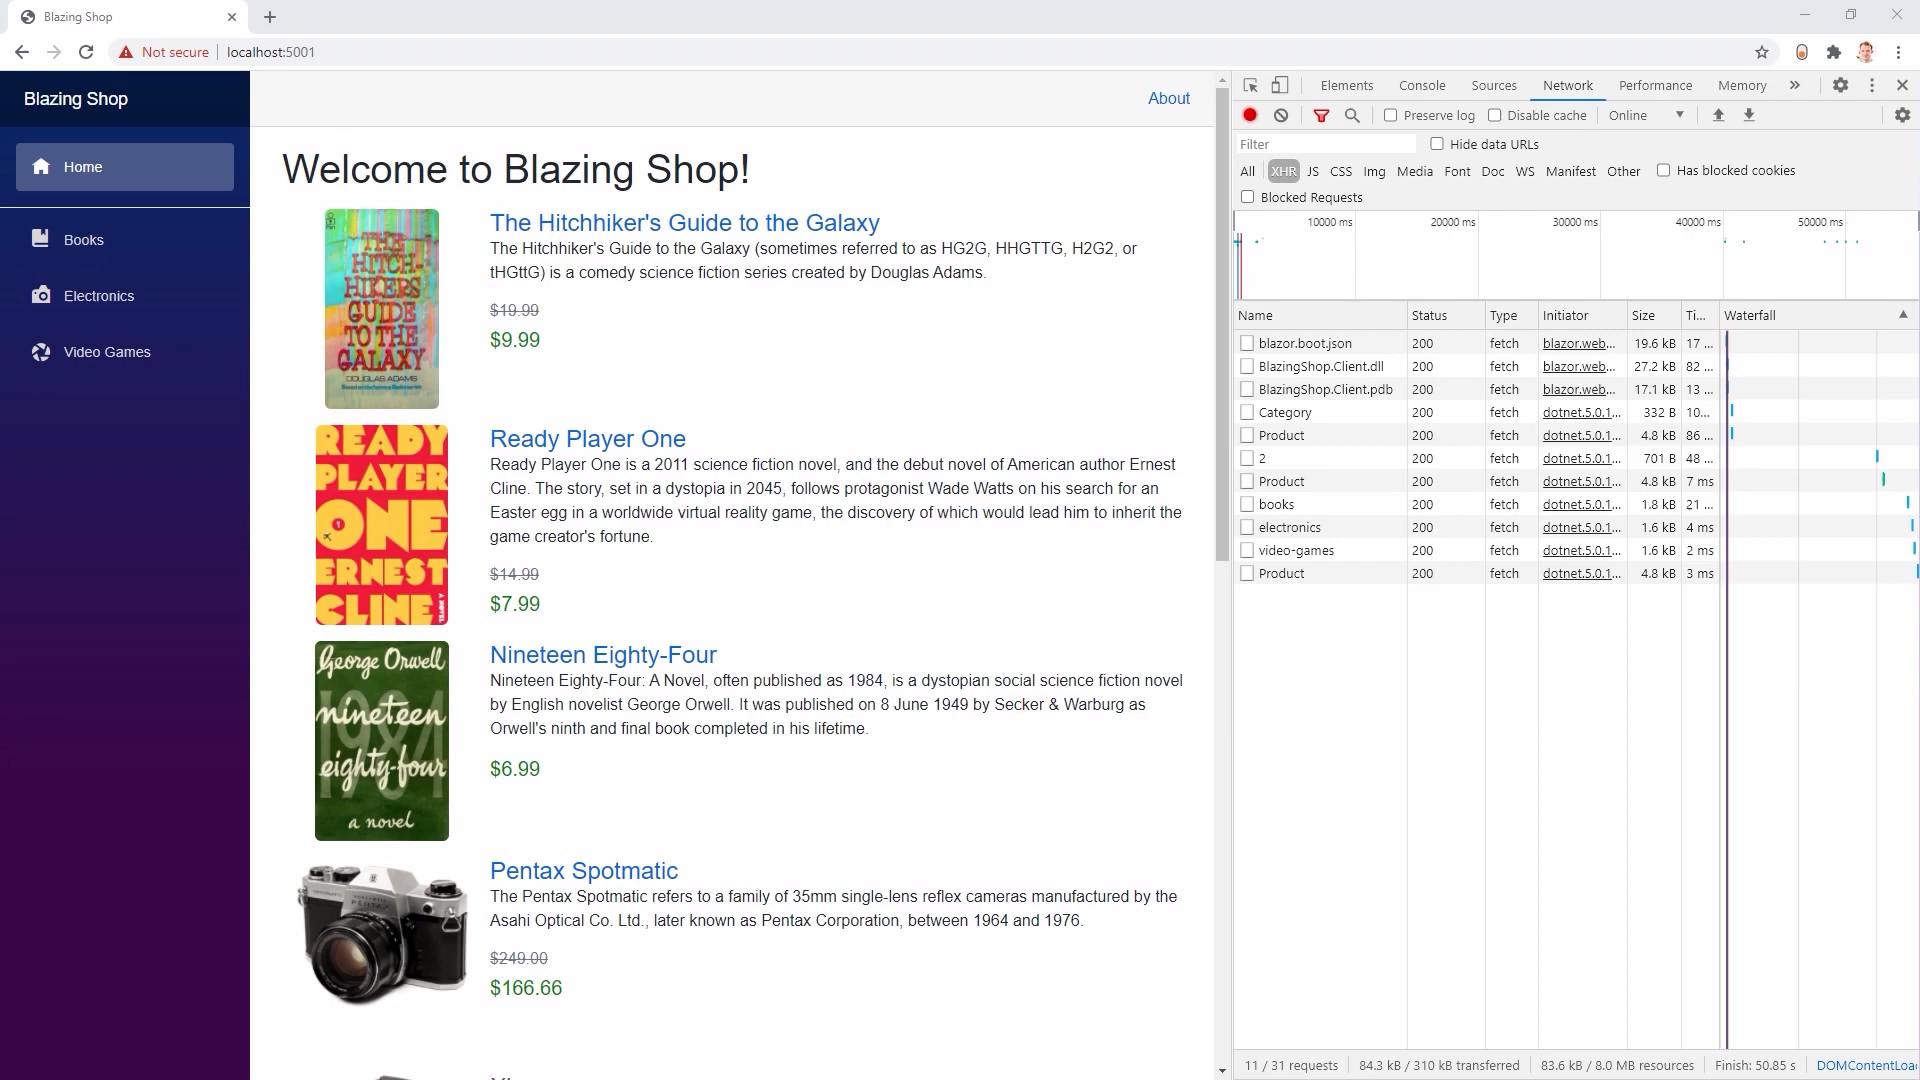 Blazing Shop
Not secure
localhost:5001
Blazing Shop
Home
Books
Electronics
Video Games
About
Welcome to Blazing Shop!
THE
HITCH-
HIKERS
GUIDE
TO THE
GALAXY
DOUGLAS ADAMS
The Hitchhiker's Guide to the Galaxy
The Hitchhiker's Guide to the Galaxy (sometimes referred to as HG2G, HHGTTG, H2G2, or
tHGttG) is a comedy science fiction series created by Douglas Adams.
$19.99
$9.99
READY
PLAYER
ONE
ERNEST
CLINE
Ready Player One
Ready Player One is a 2011 science fiction novel, and the debut novel of American author Ernest
Cline. The story, set in a dystopia in 2045, follows protagonist Wade Watts on his search for an
Easter egg in a worldwide virtual reality game, the discovery of which would lead him to inherit the
game creator's fortune.
$14.99
$7.99
George Orwell
1984
nineteen
eighty-four
a novel
Nineteen Eighty-Four
Nineteen Eighty-Four: A Novel, often published as 1984, is a dystopian social science fiction novel
by English novelist George Orwell. It was published on 8 June 1949 by Secker & Warburg as
Orwell's ninth and final book completed in his lifetime.
$6.99
PENTAX
Pentax Spotmatic
The Pentax Spotmatic refers to a family of 35mm single-lens reflex cameras manufactured by the
Asahi Optical Co. Ltd., later known as Pentax Corporation, between 1964 and 1976.
$249.00
$166.66
Elements Console Sources Network Performance Memory
Preserve log Disable cache Online
Filter Hide data URLs
All XHR JS CSS Img Media Font Doc WS Manifest Other Has blocked cookies
Blocked Requests
10000 ms 20000 ms 30000 ms 40000 ms 50000 ms
Name Status Type Initiator Size Ti... Waterfall
blazor.boot.json 200 fetch blazor.web... 19.6 kB 17 ...
BlazingShop.Client.dll 200 fetch blazor.web... 27.2 kB 82 ...
BlazingShop.Client.pdb 200 fetch blazor.web... 17.1 kB 13 ...
Category 200 fetch dotnet.5.0.1... 332 B 10...
Product 200 fetch dotnet.5.0.1... 4.8 kB 86 ...
2 200 fetch dotnet.5.0.1... 701 B 48 ...
Product 200 fetch dotnet.5.0.1... 4.8 kB 7 ms
books 200 fetch dotnet.5.0.1... 1.8 kB 21 ...
electronics 200 fetch dotnet.5.0.1... 1.6 kB 4 ms
video-games 200 fetch dotnet.5.0.1... 1.6 kB 2 ms
Product 200 fetch dotnet.5.0.1... 4.8 kB 3 ms
11 / 31 requests 84.3 kB / 310 kB transferred 83.6 kB / 8.0 MB resources Finish: 50.85 s DOMContentLoa